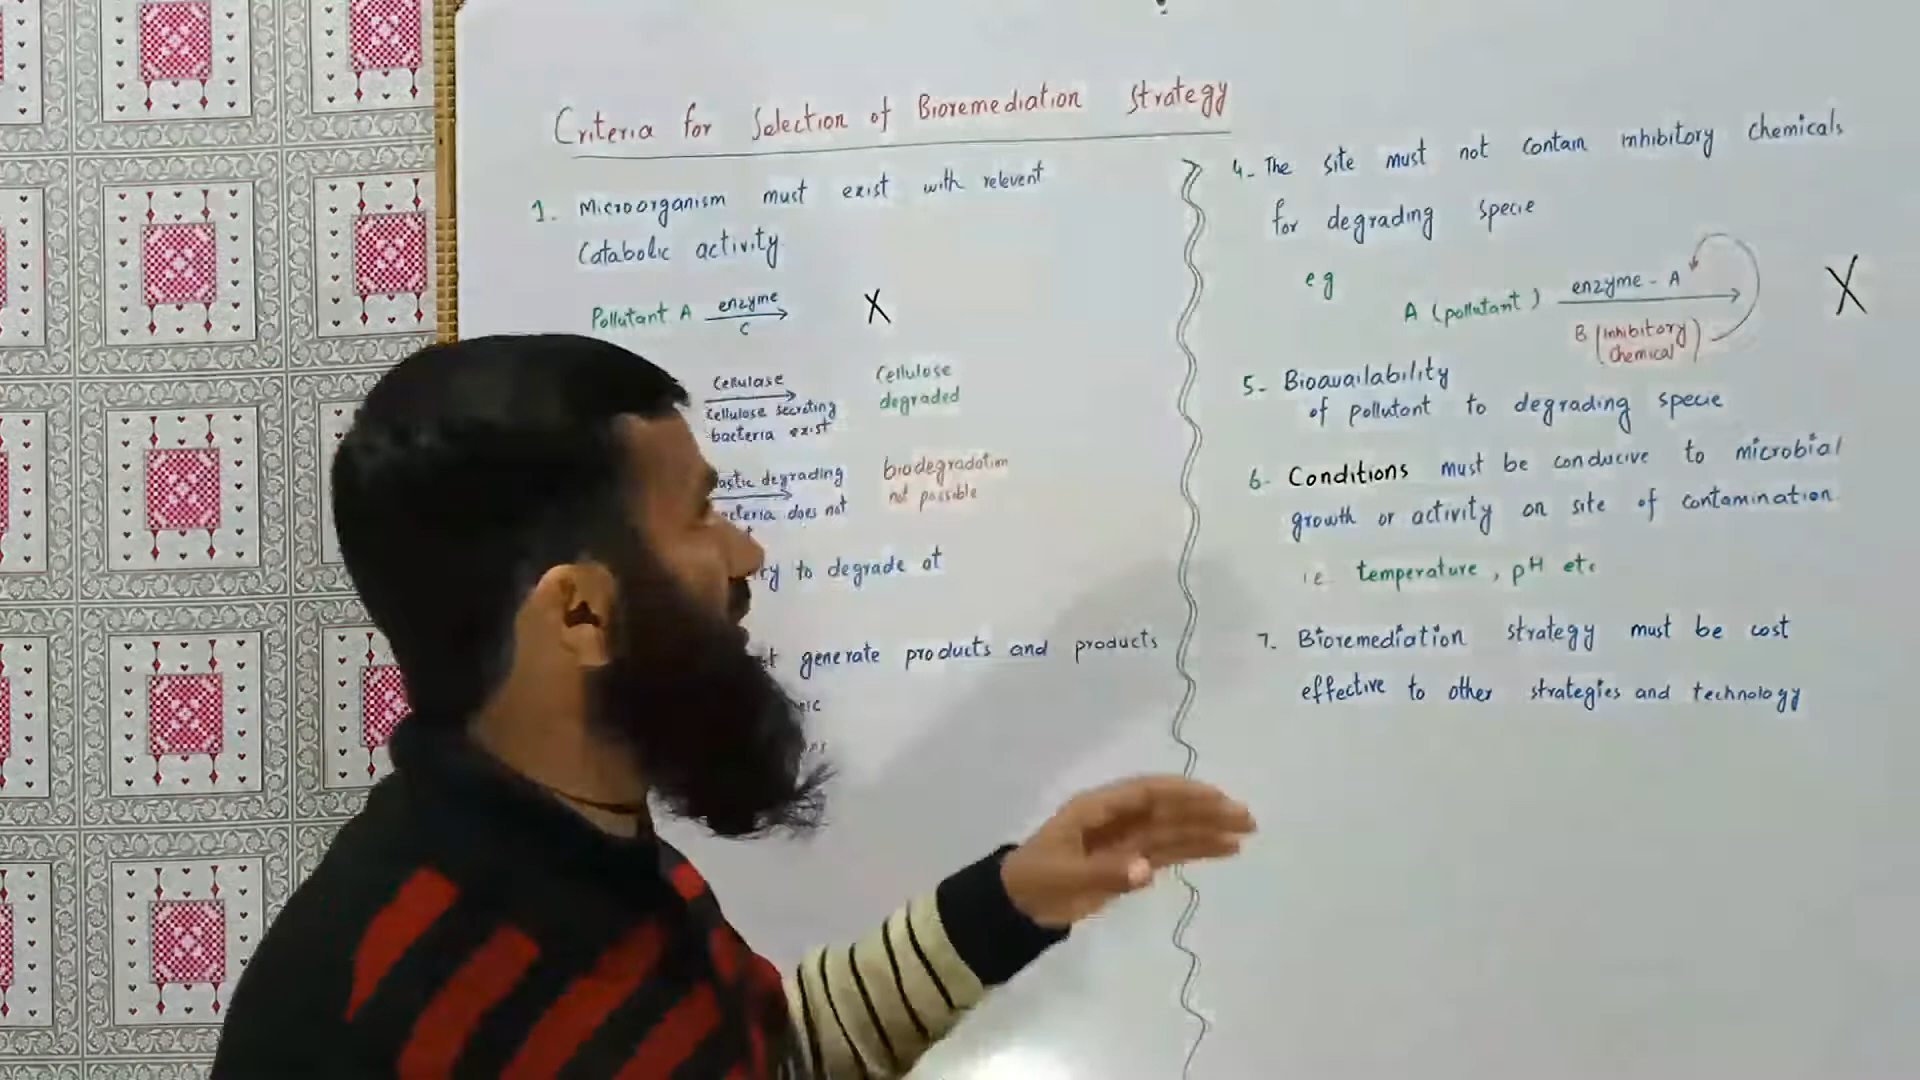 Criteria for Selection of Bioremediation Strategy
1. Microorganism must exist with relevent
Catabolic activity
Pollutant A enzyme X
C
Cellulase Cellulose
Cellulose secreting degraded
bacteria exist
degrading biodegradation
does not not possible
to degrade at
generate products and products
4- The site must not contain inhibitory chemicals
for degrading specie
eg
A (pollutant) enzyme - A X
B (inhibitory
chemical)
5- Bioavailability
of pollutant to degrading specie
6- Conditions must be conducive to microbial
growth or activity on site of contamination
i.e. temperature, pH etc
7. Bioremediation strategy must be cost
effective to other strategies and technology